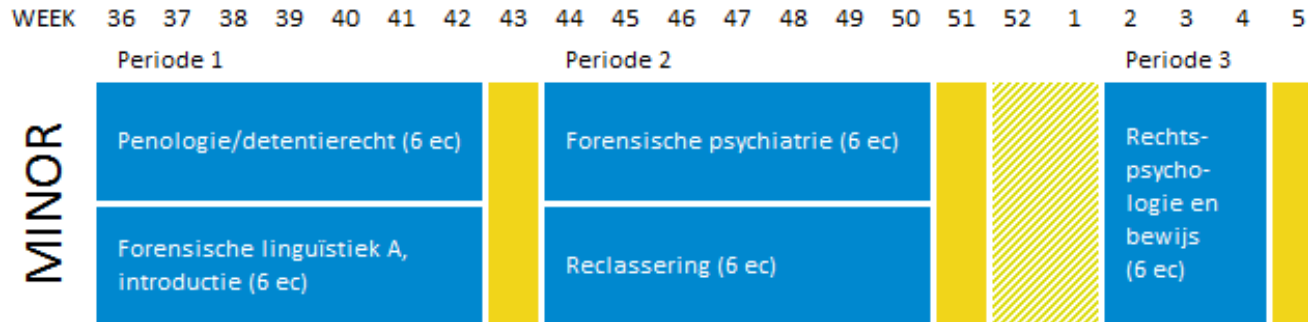 WEEK 36 37 38 39 40 41 42 43 44 45 46 47 48 49 50 51 52 1 2 3 4 5
Periode 1 Periode 2 Periode 3
MINOR
Penologie/detentierecht (6 ec)
Forensische linguïstiek A,
introductie (6 ec)
Forensische psychiatrie (6 ec)
Reclassering (6 ec)
Rechts-
psycho-
logie en
bewijs
(6 ec)